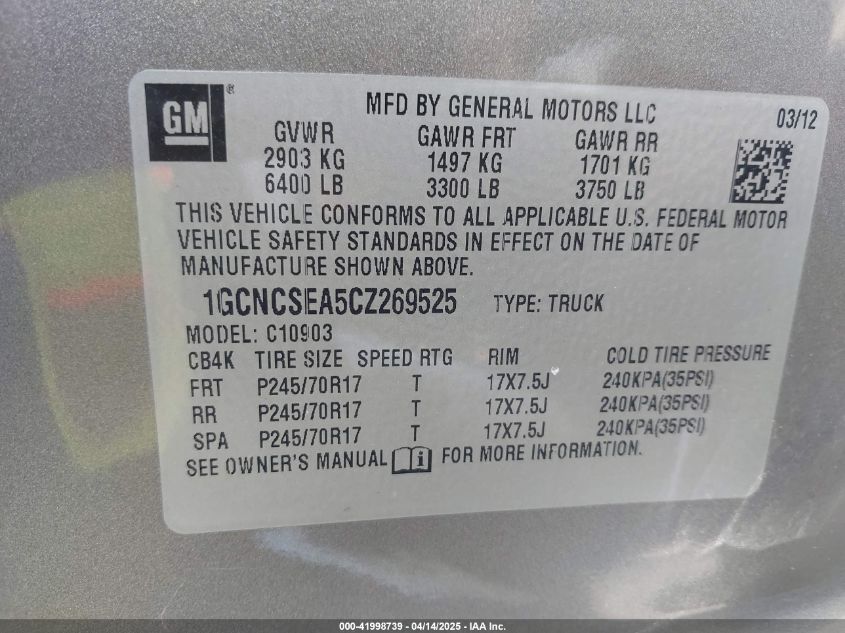 GM ®
MFD BY GENERAL MOTORS LLC 03/12
GVWR GAWR FRT GAWR RR
2903 KG 1497 KG 1701 KG
6400 LB 3300 LB 3750 LB
THIS VEHICLE CONFORMS TO ALL APPLICABLE U.S. FEDERAL MOTOR
VEHICLE SAFETY STANDARDS IN EFFECT ON THE DATE OF
MANUFACTURE SHOWN ABOVE.
1GCNCSEA5CZ269525 TYPE: TRUCK
MODEL: C10903
CB4K TIRE SIZE SPEED RTG RIM COLD TIRE PRESSURE
FRT P245/70R17 T 17X7.5J 240KPA(35PSI)
RR P245/70R17 T 17X7.5J 240KPA(35PSI)
SPA P245/70R17 T 17X7.5J 240KPA(35PSI)
SEE OWNER'S MANUAL i FOR MORE INFORMATION.
000-41998739 - 04/14/2025 - IAA Inc.